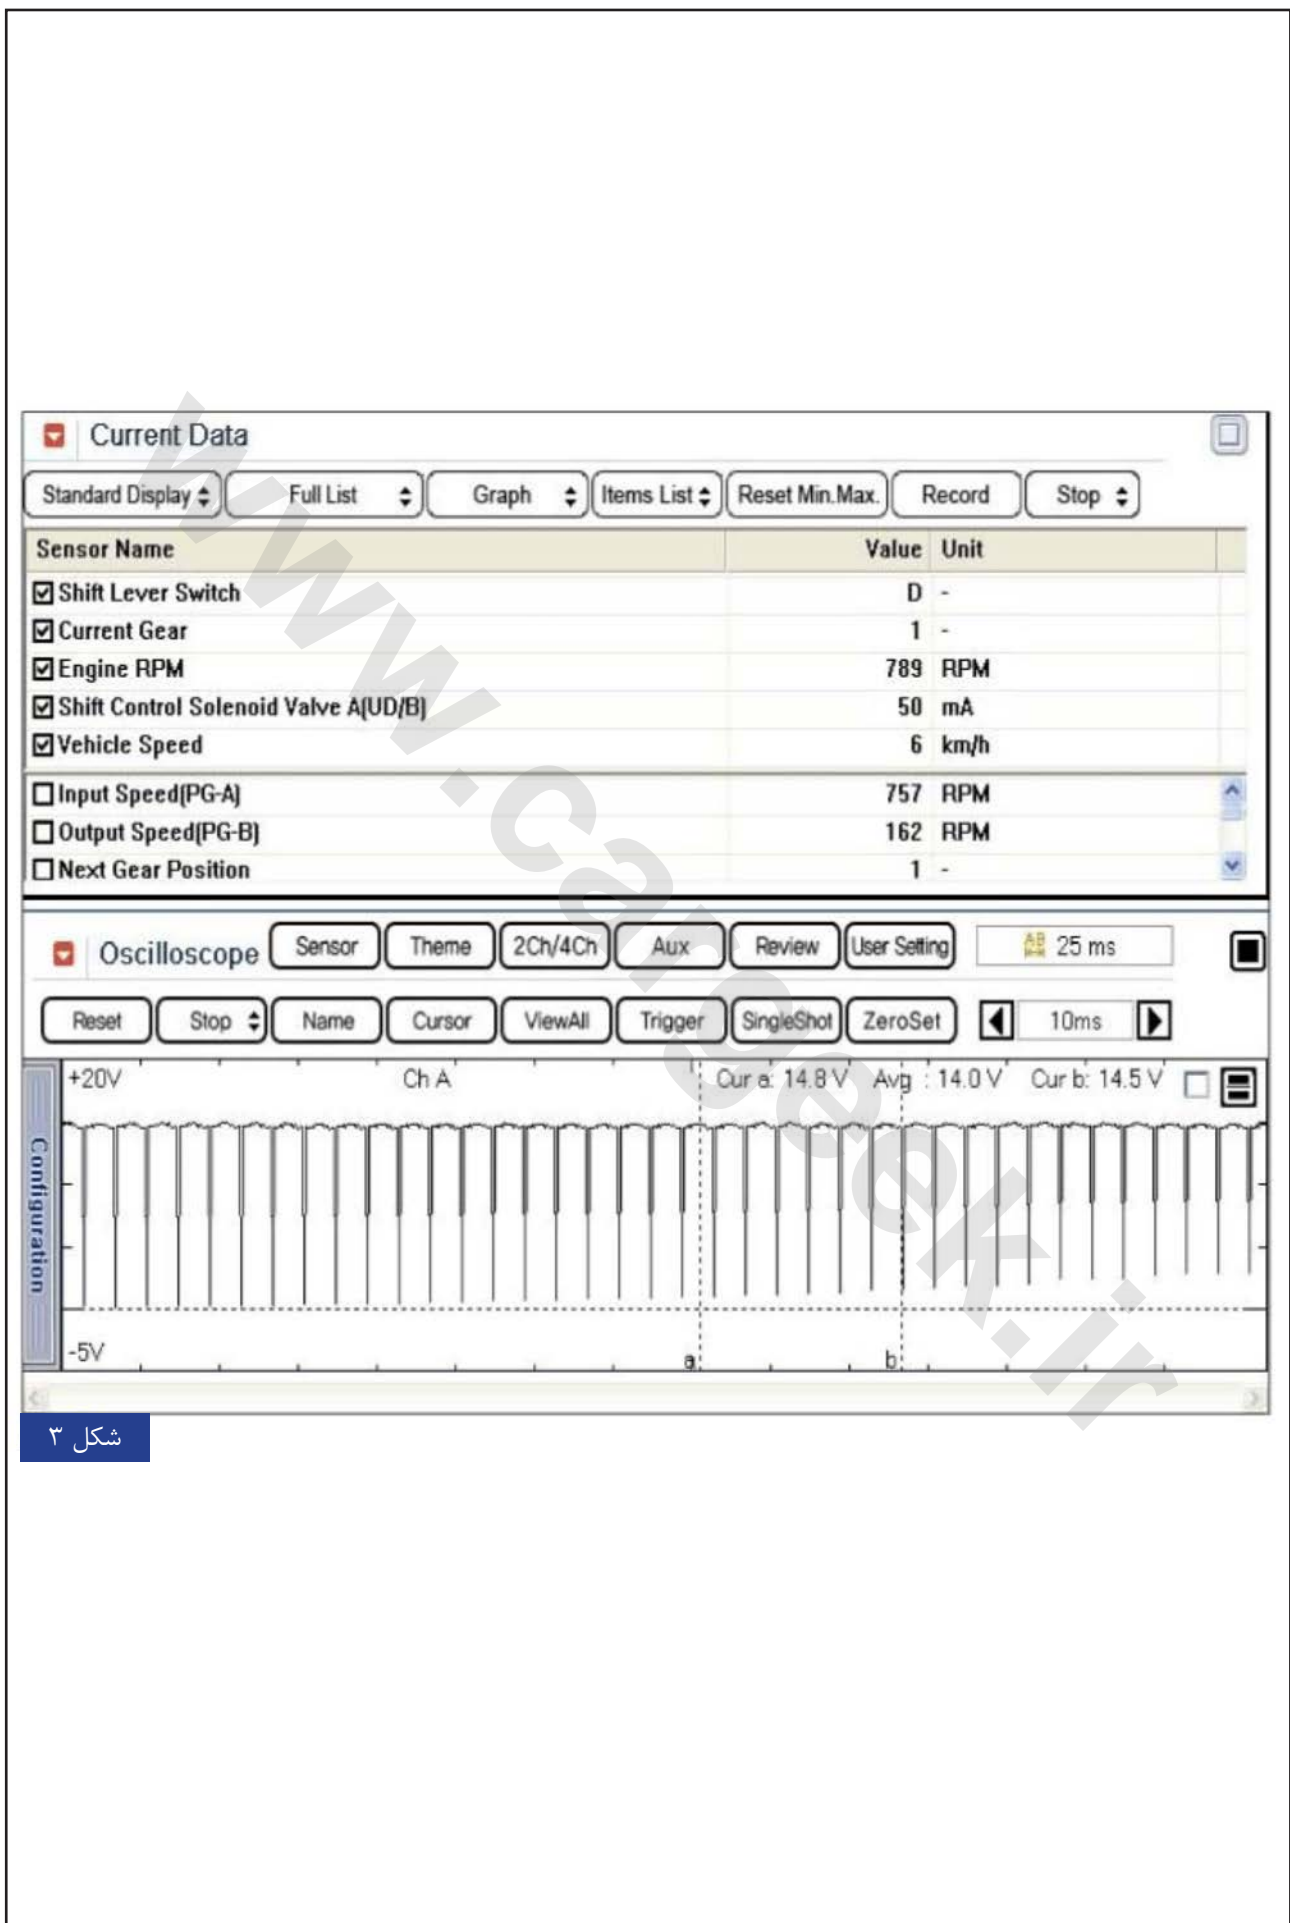 Current Data
Standard Display Full List Graph Items List Reset Min.Max. Record Stop
Sensor Name Value Unit
Shift Lever Switch D -
Current Gear 1 -
Engine RPM 789 RPM
Shift Control Solenoid Valve A(UD/B) 50 mA
Vehicle Speed 6 km/h
Input Speed(PG-A) 757 RPM
Output Speed(PG-B) 162 RPM
Next Gear Position 1 -
Oscilloscope Sensor Theme 2Ch/4Ch Aux Review User Setting AB 25 ms
Reset Stop Name Cursor ViewAll Trigger SingleShot ZeroSet 10ms
+20V Ch A Cur a: 14.8 V Avg : 14.0 V Cur b: 14.5 V
Configuration
-5V a b
شکل ۳
www.cargeek.ir